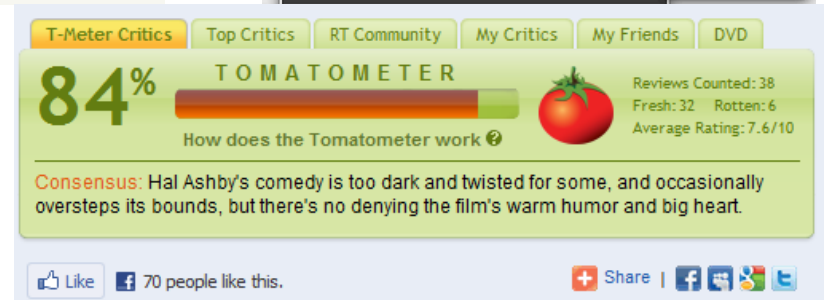 T-Meter Critics Top Critics RT Community My Critics My Friends DVD
84% TOMATOMETER
How does the Tomatometer work ?
Reviews Counted: 38
Fresh: 32 Rotten: 6
Average Rating: 7.6/10
Consensus: Hal Ashby's comedy is too dark and twisted for some, and occasionally
oversteps its bounds, but there's no denying the film's warm humor and big heart.
Like f 70 people like this. Share | f g t